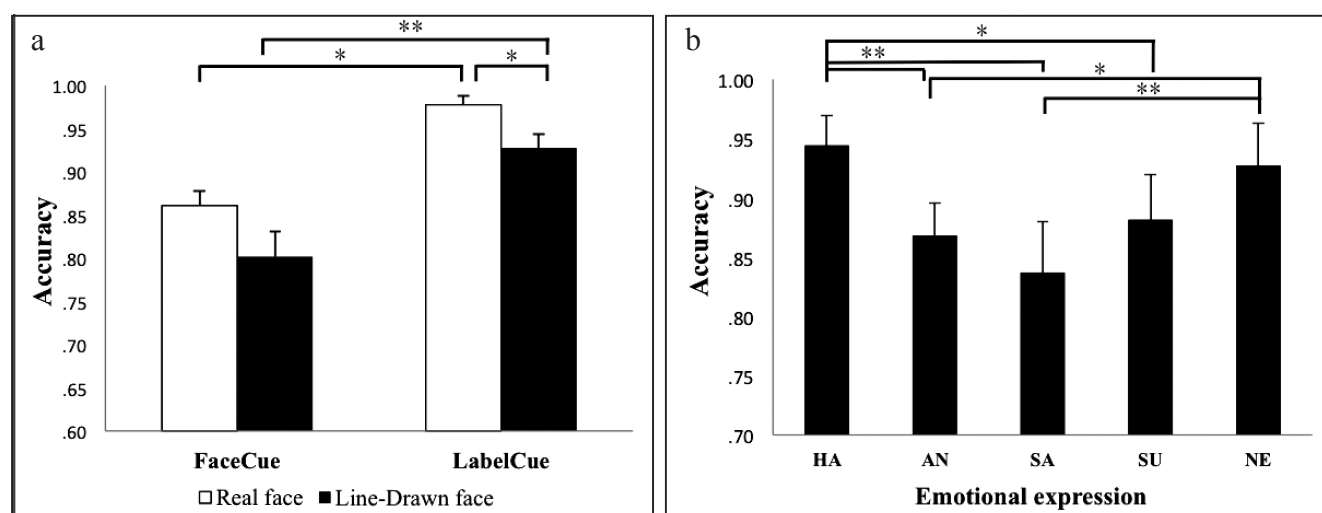 a
**
*
*
1.00
.95
.90
.85
.80
.75
.70
.65
.60
Accuracy
FaceCue LabelCue
Real face Line-Drawn face
b
*
**
*
**
1.00
.95
.90
.85
.80
.75
.70
Accuracy
HA AN SA SU NE
Emotional expression